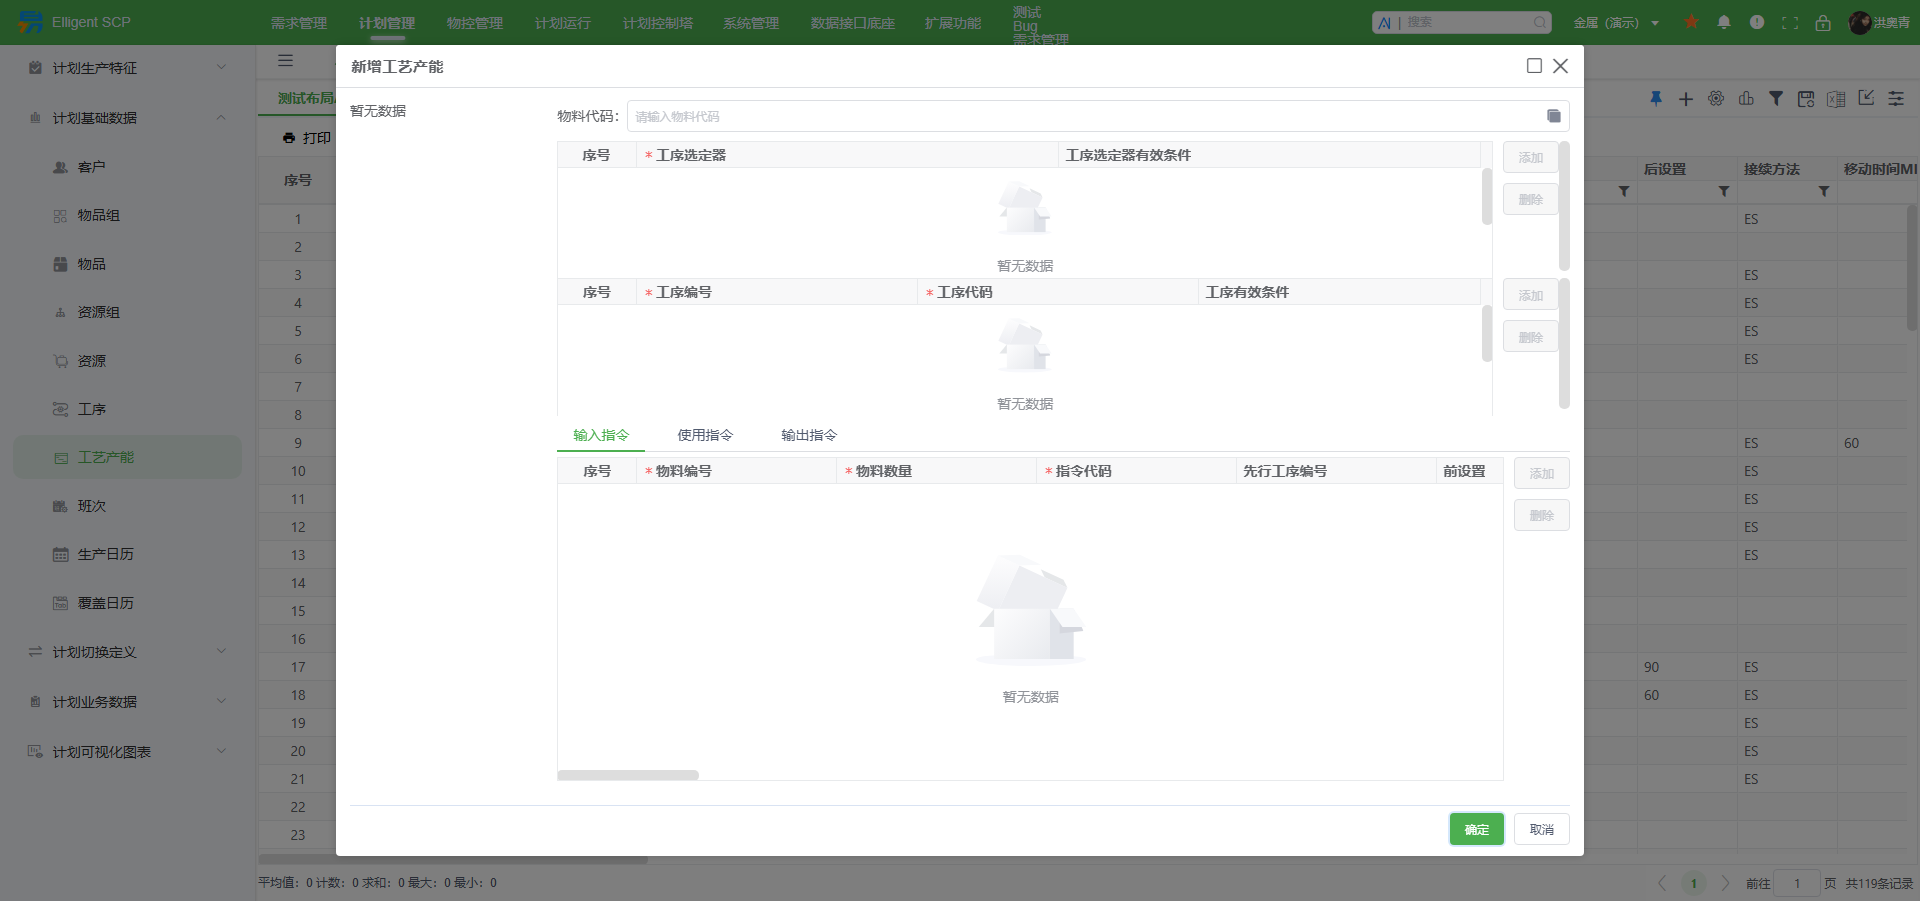 Elligent SCP
需求管理 计划管理 物控管理 计划运行 计划控制塔 系统管理 数据接口底座 扩展功能
测试
Bug
需求管理
AI | 搜索
金属（演示）
洪奥青
计划生产特征
计划基础数据
客户
物品组
物品
资源组
资源
工序
工艺产能
班次
生产日历
覆盖日历
计划切换定义
计划业务数据
计划可视化图表
测试布局
打印
序号
1
2
3
4
5
6
7
8
9
10
11
12
13
14
15
16
17
18
19
20
21
22
23
新增工艺产能
暂无数据
物料代码： 请输入物料代码
序号 * 工序选定器 工序选定器有效条件
添加
删除
暂无数据
序号 * 工序编号 * 工序代码 工序有效条件
添加
删除
暂无数据
输入指令 使用指令 输出指令
序号 * 物料编号 * 物料数量 * 指令代码 先行工序编号 前设置
添加
删除
暂无数据
确定 取消
后设置 接续方法 移动时间MI
ES
ES
ES
ES
ES
ES 60
ES
ES
ES
ES
90 ES
60 ES
ES
ES
ES
平均值：0 计数：0 求和：0 最大：0 最小：0
1 前往 1 页 共119条记录